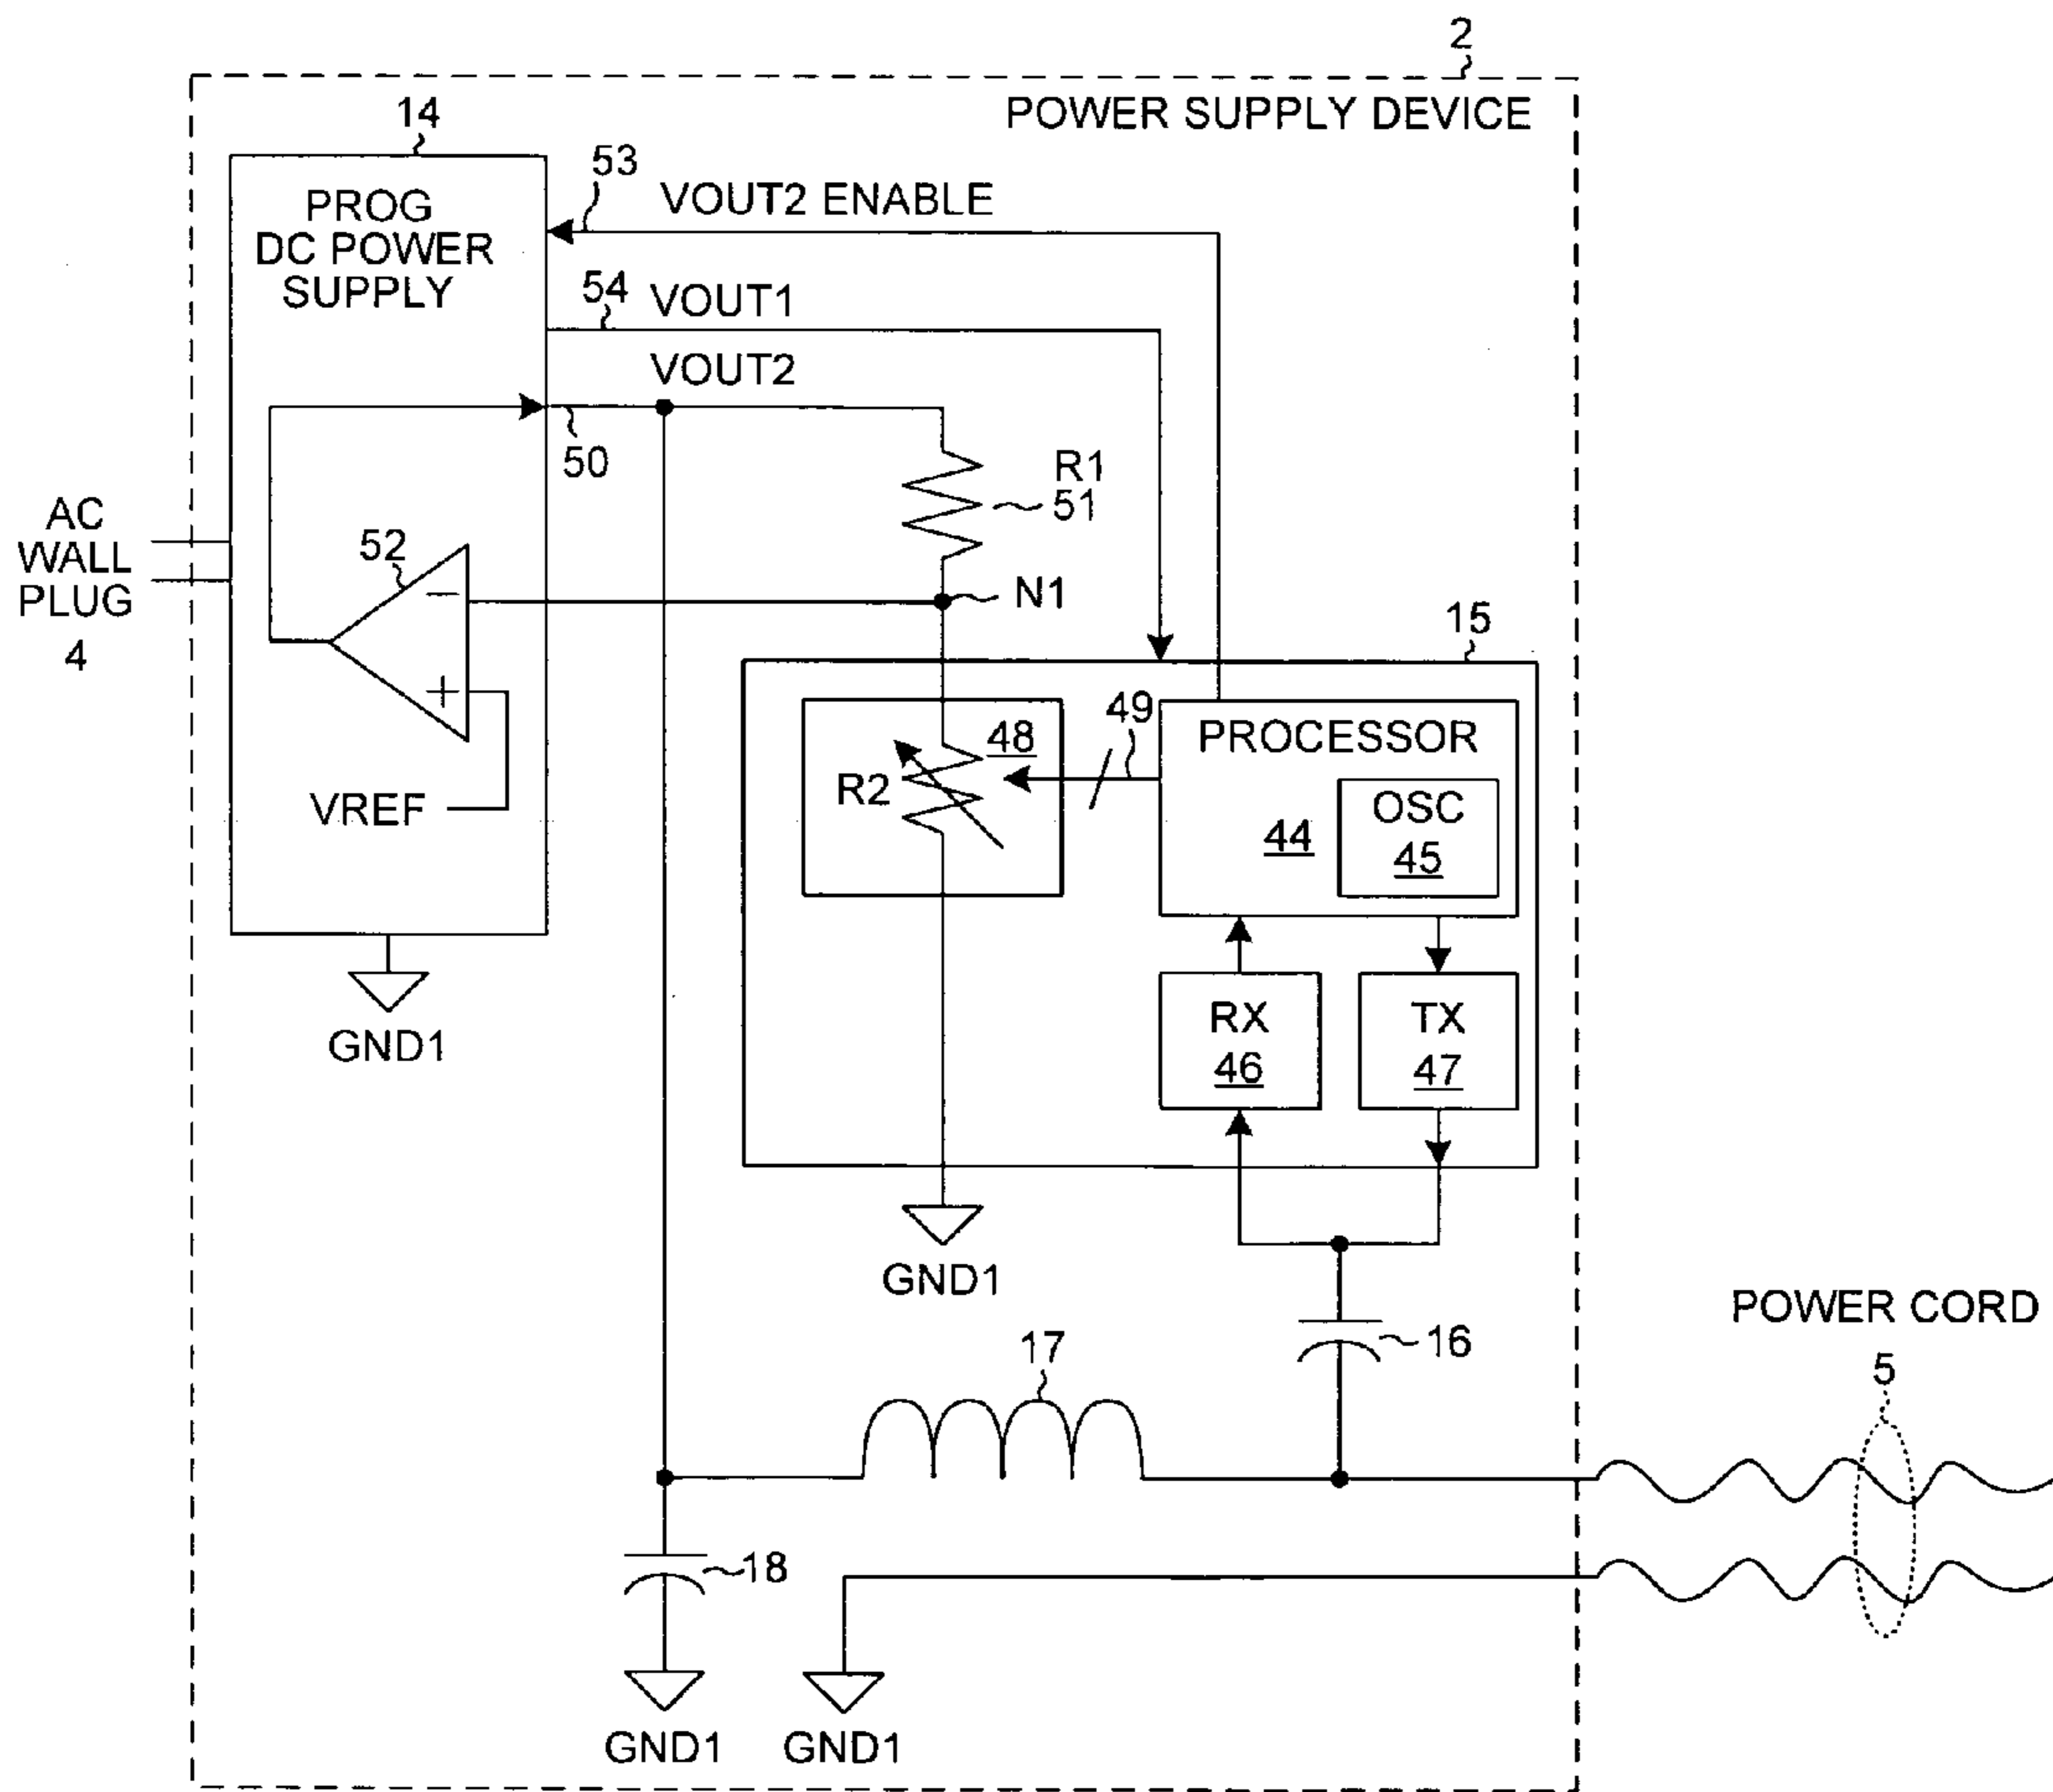 2
POWER SUPPLY DEVICE
14
PROG
DC POWER
SUPPLY
53
VOUT2 ENABLE
54
VOUT1
VOUT2
50
R1
51
AC
WALL
PLUG
4
52
−
+
VREF
N1
15
48
R2
49
PROCESSOR
44
OSC
45
GND1
RX
46
TX
47
GND1
POWER CORD
5
16
17
18
GND1
GND1